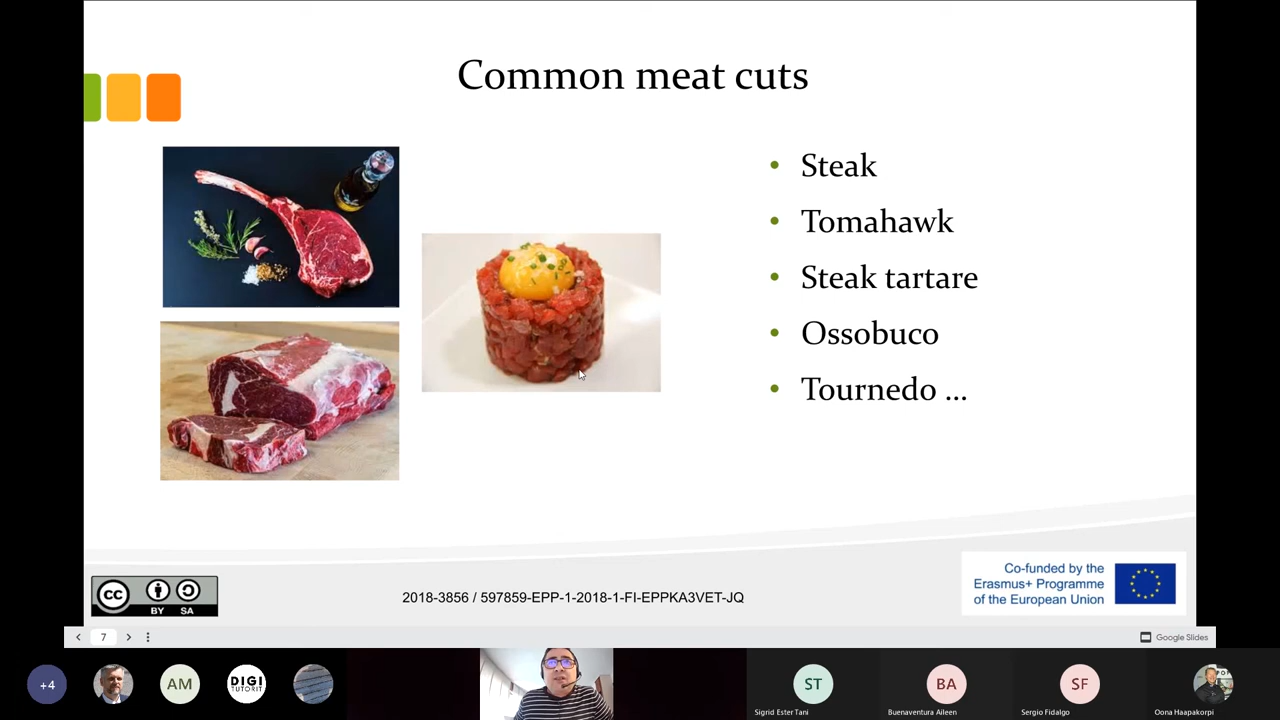 Common meat cuts
• Steak
• Tomahawk
• Steak tartare
• Ossobuco
• Tournedo ...
cc
BY SA
2018-3856 / 597859-EPP-1-2018-1-FI-EPPKA3VET-JQ
Co-funded by the
Erasmus+ Programme
of the European Union
7
Google Slides
+4
AM
DIGI
TUTORIT
ST
BA
SF
Sigrid Ester Tani
Buenaventura Aileen
Sergio Fidalgo
Oona Haapakorpi